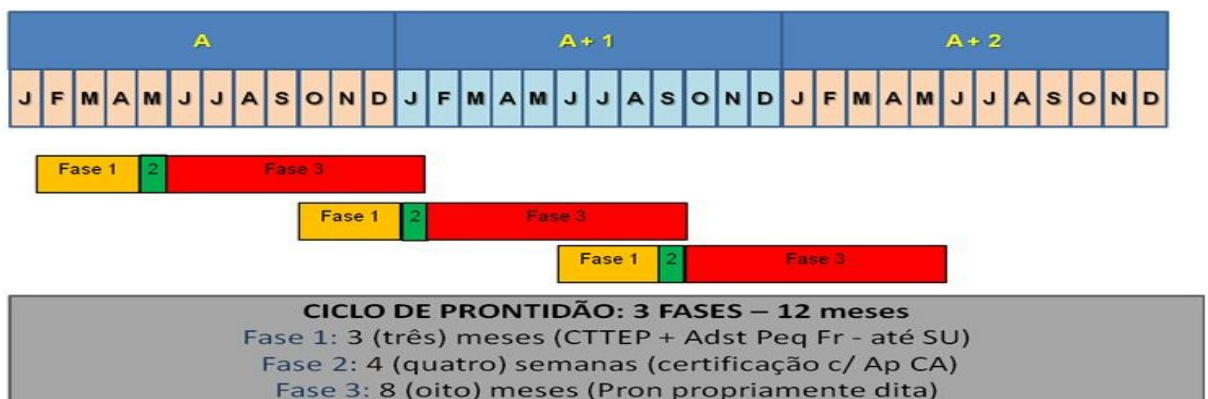 A A + 1 A + 2
J F M A M J J A S O N D J F M A M J J A S O N D J F M A M J J A S O N D
Fase 1 2 Fase 3
Fase 1 2 Fase 3
Fase 1 2 Fase 3
CICLO DE PRONTIDÃO: 3 FASES – 12 meses
Fase 1: 3 (três) meses (CTTEP + Adst Peq Fr - até SU)
Fase 2: 4 (quatro) semanas (certificação c/ Ap CA)
Fase 3: 8 (oito) meses (Pron propriamente dita)